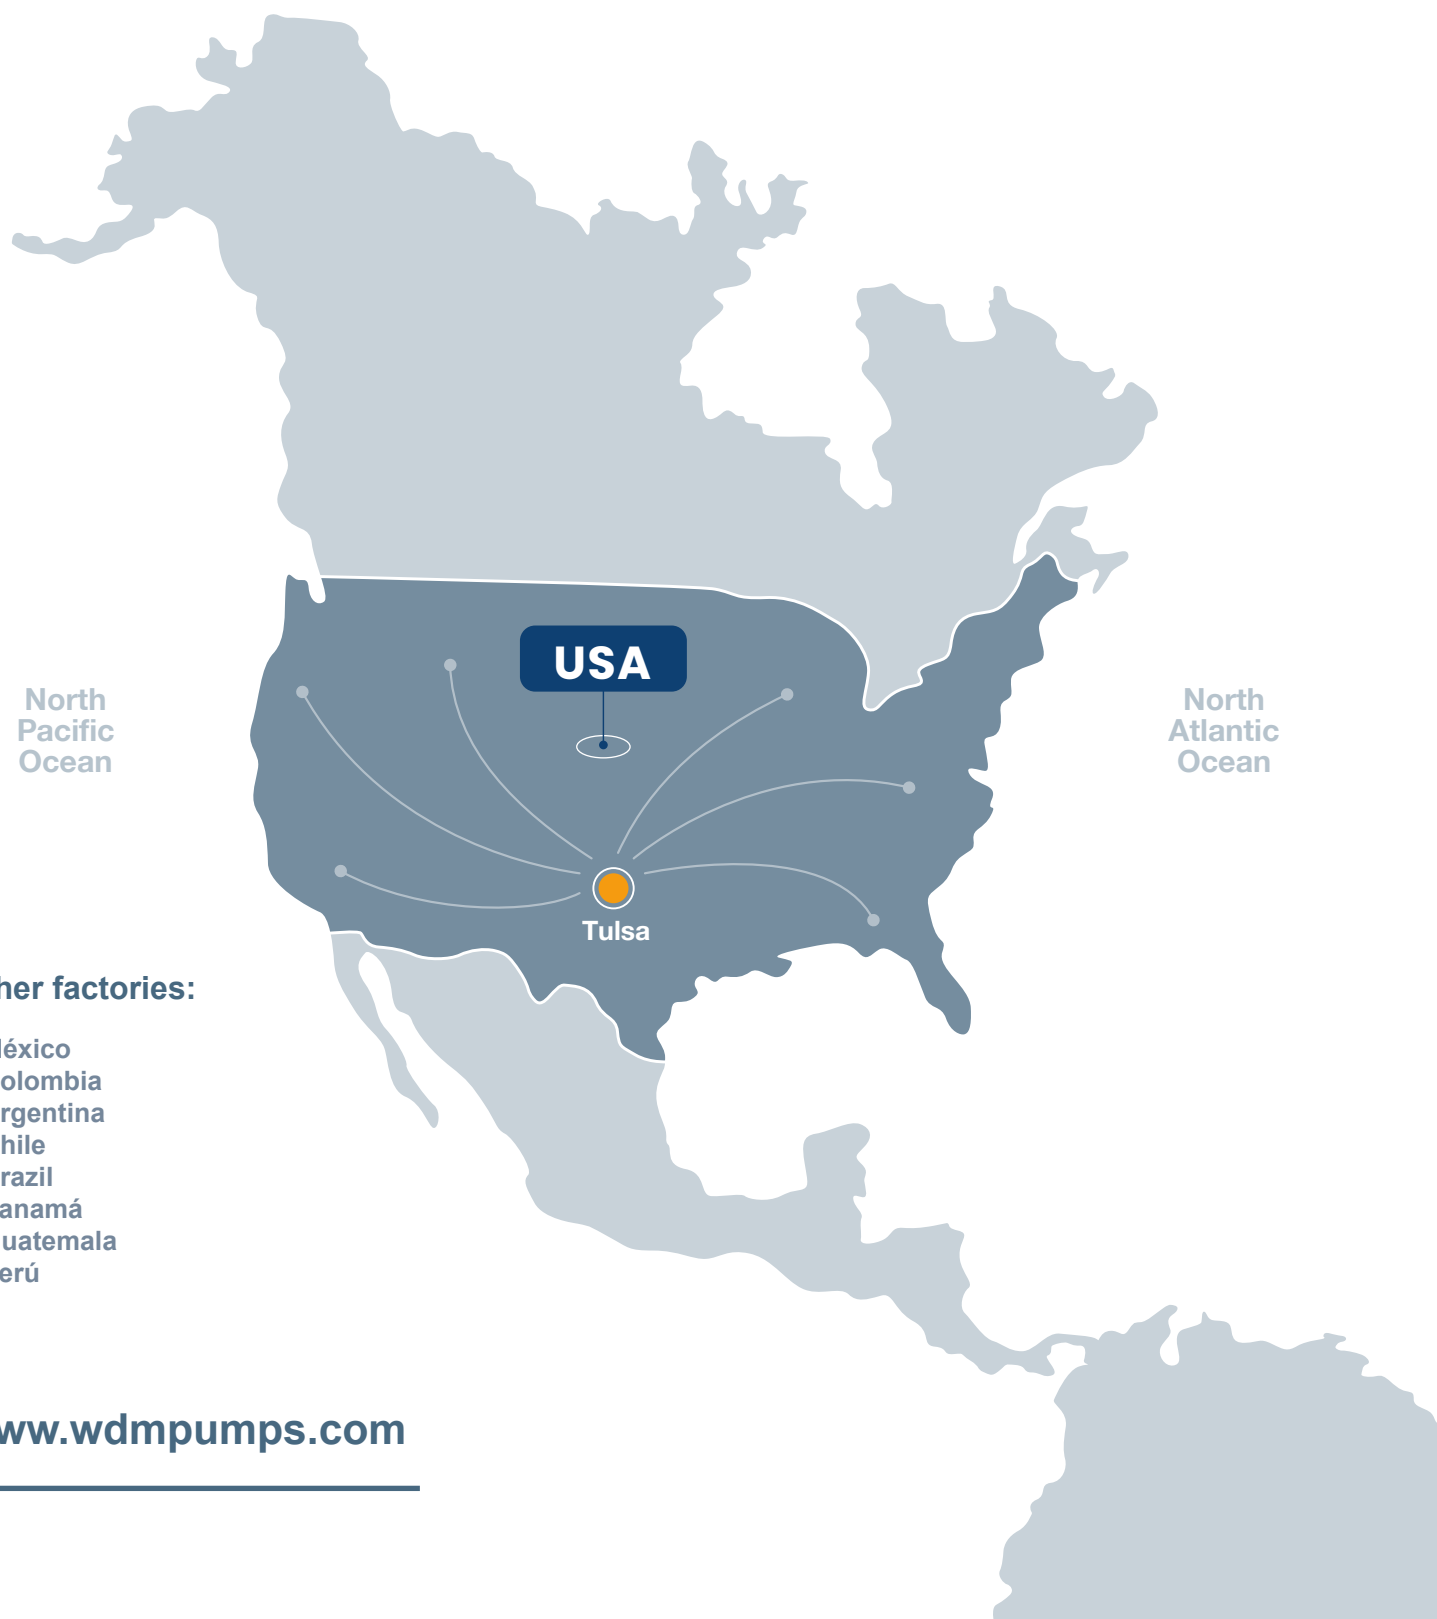 USA
North
Pacific
Ocean
North
Atlantic
Ocean
Tulsa
her factories:
léxico
olombia
rgentina
hile
razil
anamá
uatemala
erú
ww.wdmpumps.com